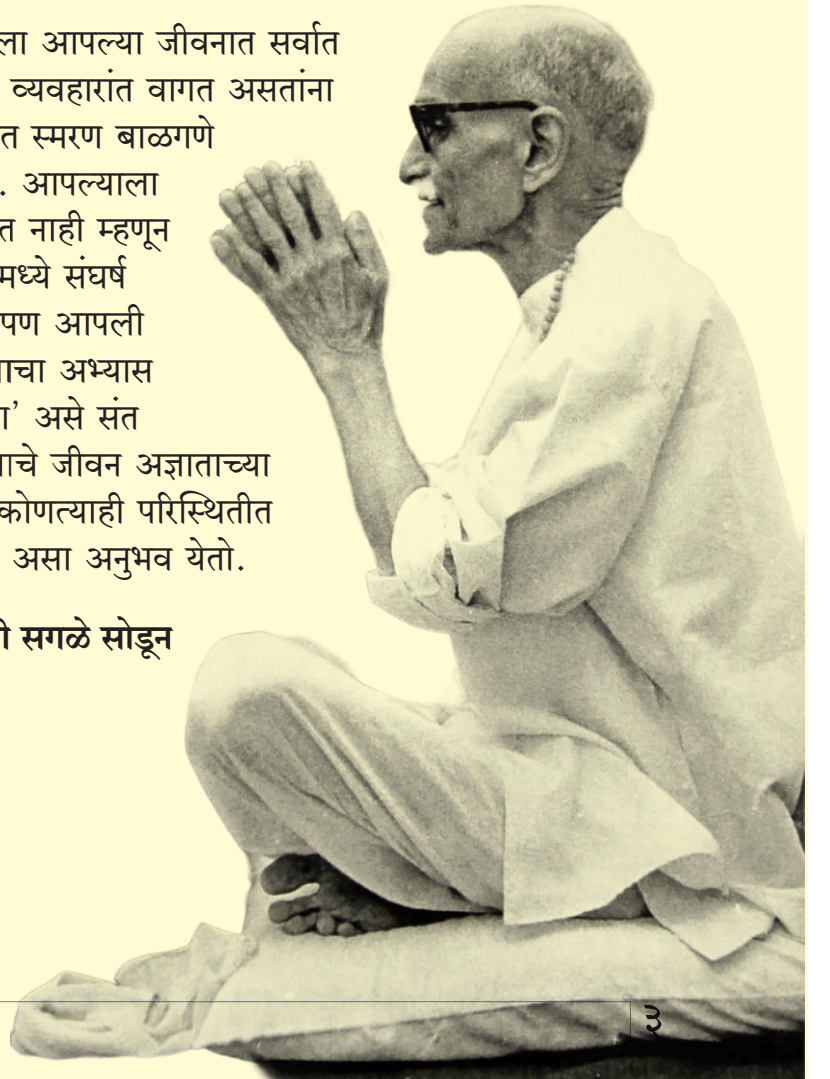 ला आपल्या जीवनात सर्वात
व्यवहारांत वागत असतांना
त स्मरण बाळगणे
. आपल्याला
त नाही म्हणून
मध्ये संघर्ष
पण आपली
ाचा अभ्यास
ा’ असे संत
ाचे जीवन अज्ञाताच्या
कोणत्याही परिस्थितीत
असा अनुभव येतो.
ी सगळे सोडून
३